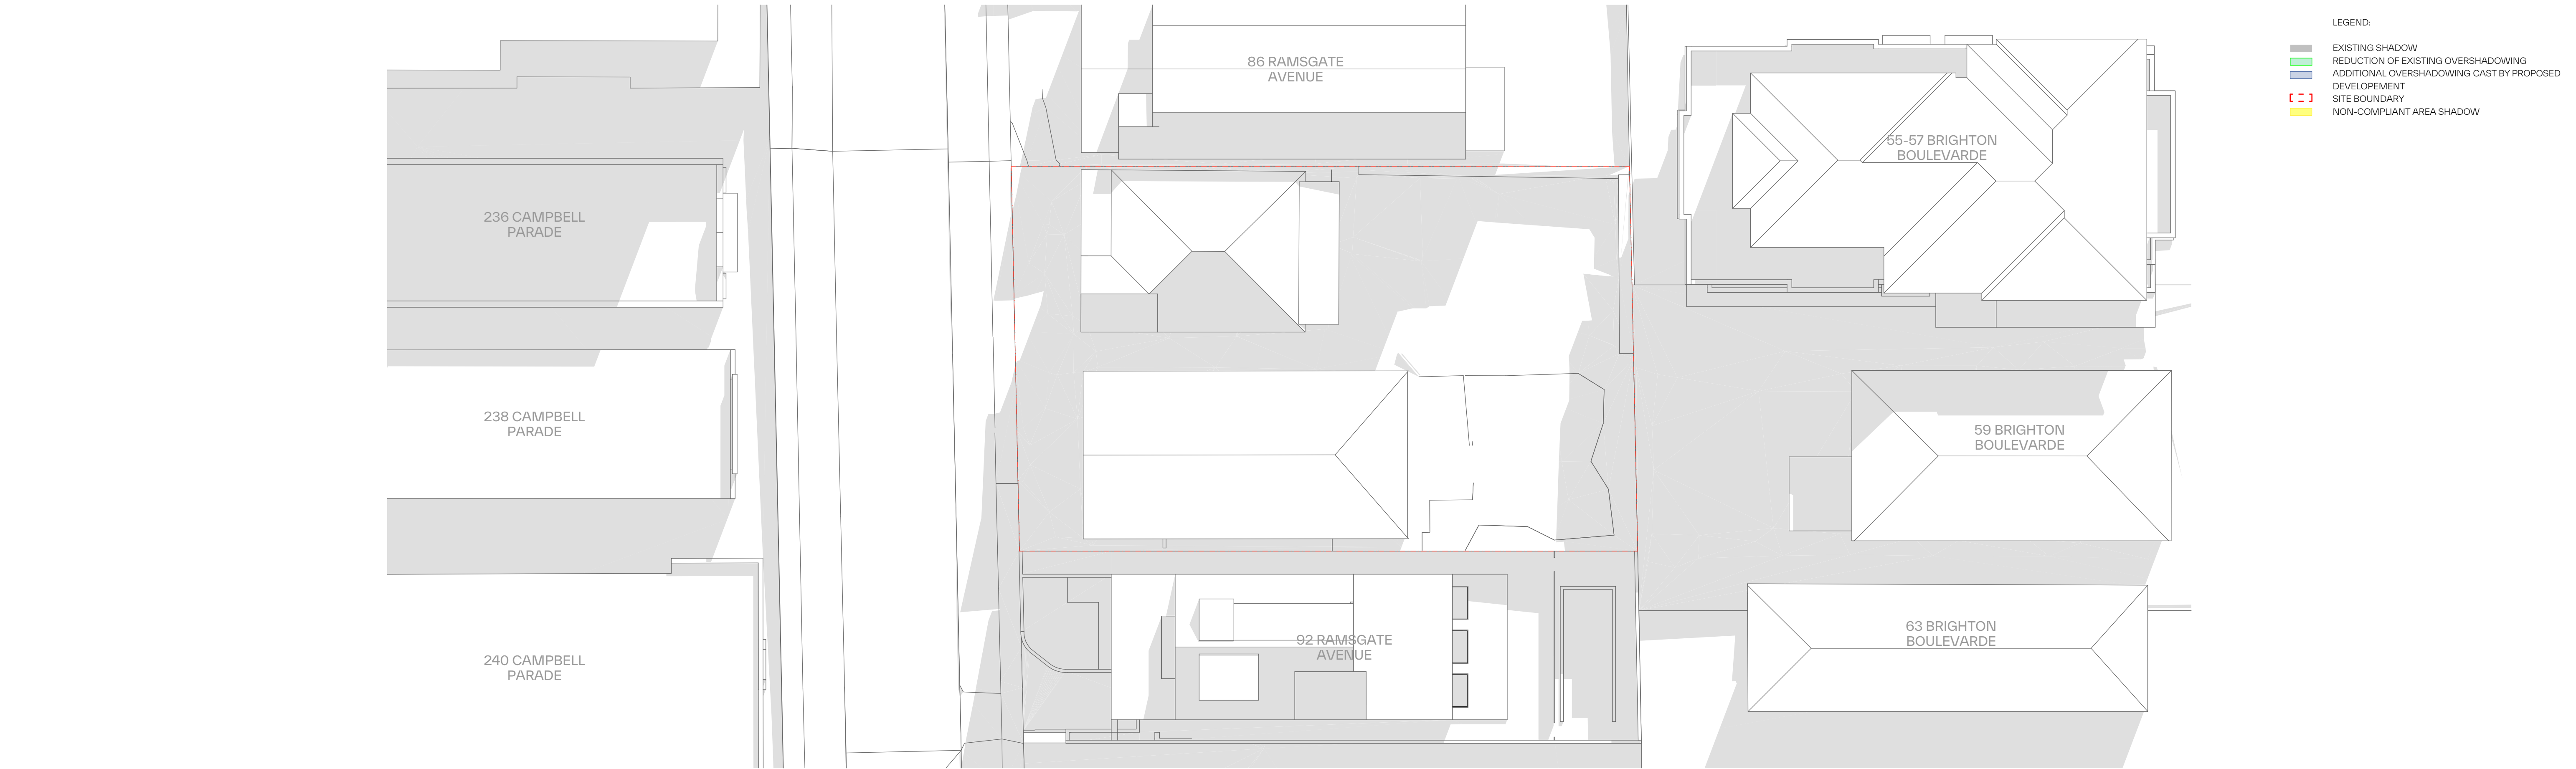 LEGEND:
EXISTING SHADOW
REDUCTION OF EXISTING OVERSHADOWING
ADDITIONAL OVERSHADOWING CAST BY PROPOSED
DEVELOPEMENT
SITE BOUNDARY
NON-COMPLIANT AREA SHADOW
86 RAMSGATE
AVENUE
55-57 BRIGHTON
BOULEVARDE
236 CAMPBELL
PARADE
238 CAMPBELL
PARADE
59 BRIGHTON
BOULEVARDE
240 CAMPBELL
PARADE
92 RAMSGATE
AVENUE
63 BRIGHTON
BOULEVARDE